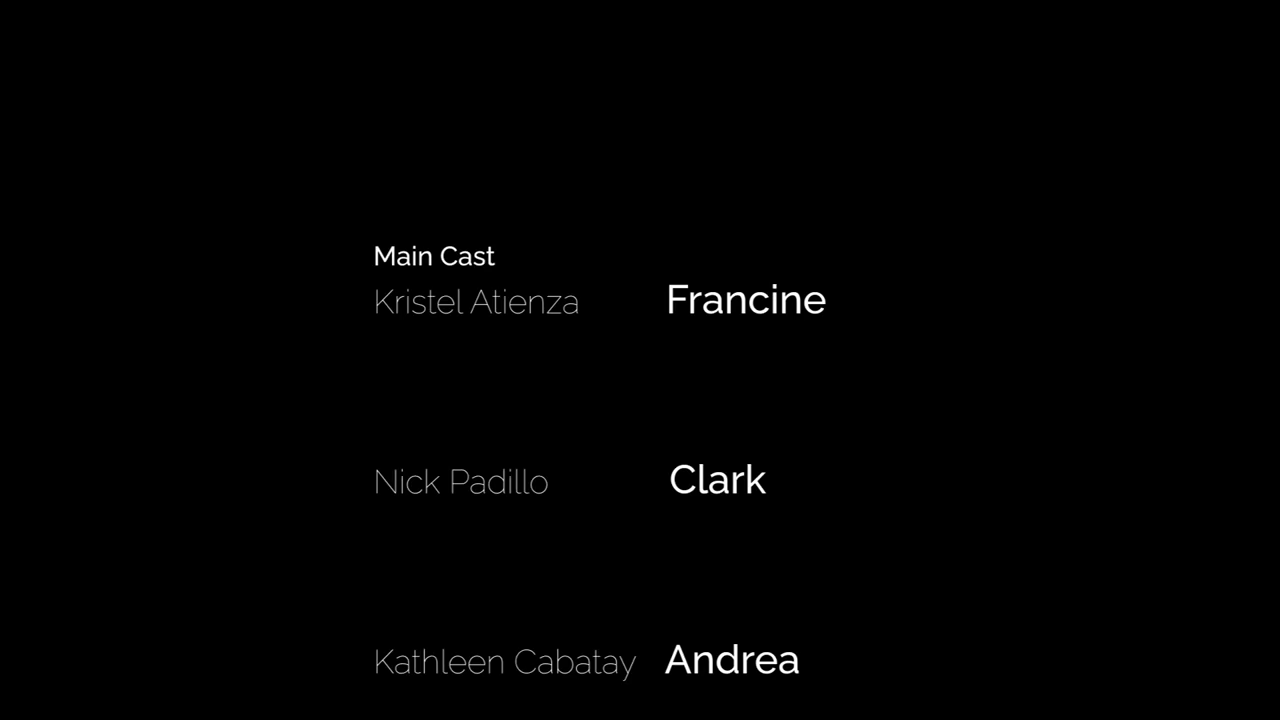 Main Cast
Kristel Atienza Francine
Nick Padillo Clark
Kathleen Cabatay Andrea